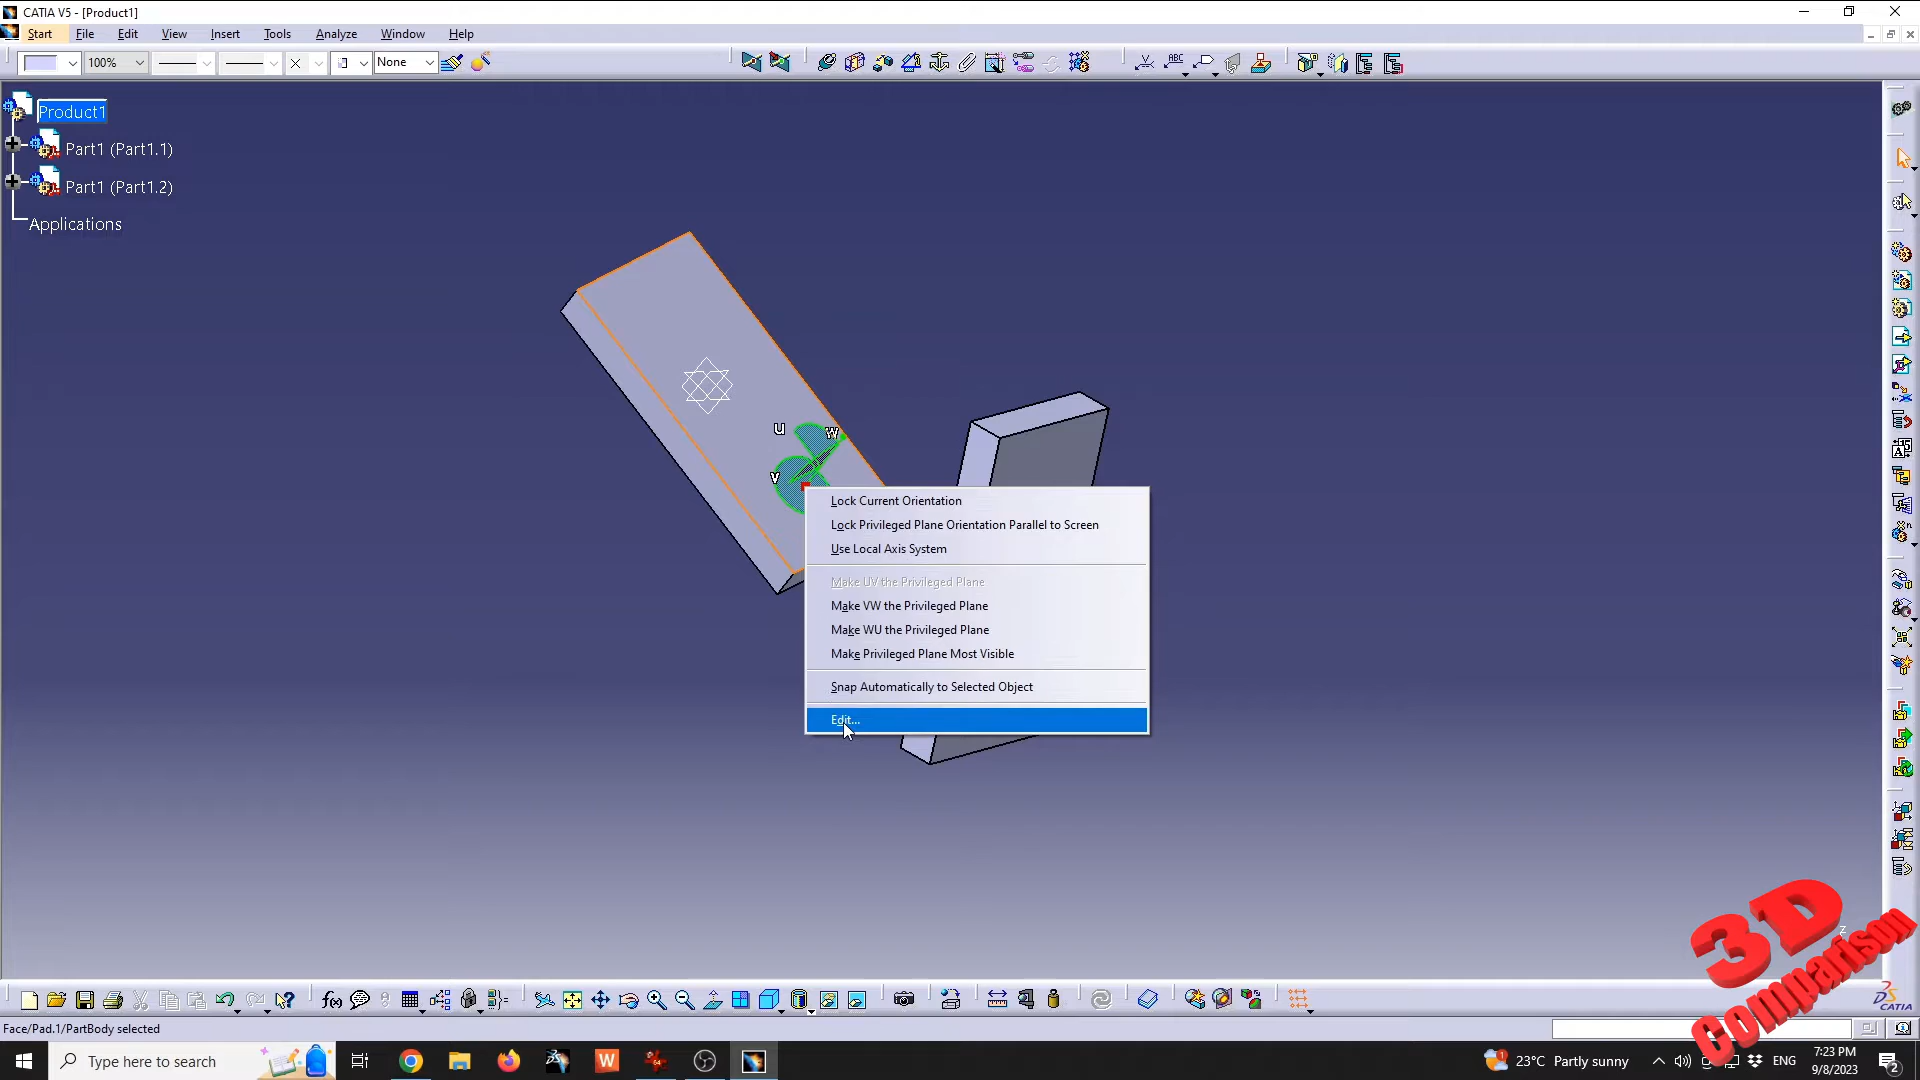 CATIA V5 - [Product1]
Start File Edit View Insert Tools Analyze Window Help
100% None
ABC
Product1
Part1 (Part1.1)
Part1 (Part1.2)
Applications
u
w
v
Lock Current Orientation
Lock Privileged Plane Orientation Parallel to Screen
Use Local Axis System
Make UV the Privileged Plane
Make VW the Privileged Plane
Make WU the Privileged Plane
Make Privileged Plane Most Visible
Snap Automatically to Selected Object
Edit...
z
3D
Comparison
f(x)
CATIA
Face/Pad.1/PartBody selected
Type here to search
W
23°C Partly sunny
ENG
7:23 PM
9/8/2023
2